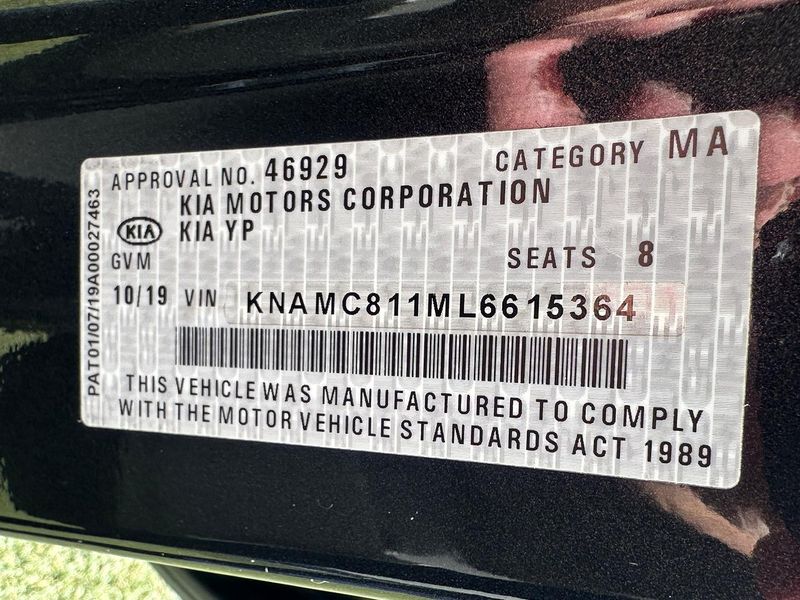 APPROVAL NO. 46929 CATEGORY MA
KIA MOTORS CORPORATION
KIA KIA YP
GVM SEATS 8
10/19 VIN KNAMC811ML6615364
THIS VEHICLE WAS MANUFACTURED TO COMPLY
WITH THE MOTOR VEHICLE STANDARDS ACT 1989
PAT01/07/19A00027463